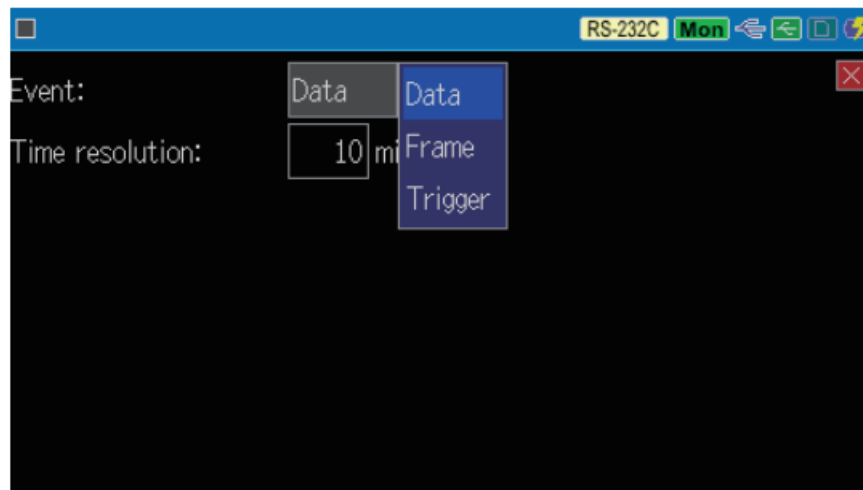 RS-232C Mon
Event: Data
Data
Time resolution: 10
Frame
Trigger